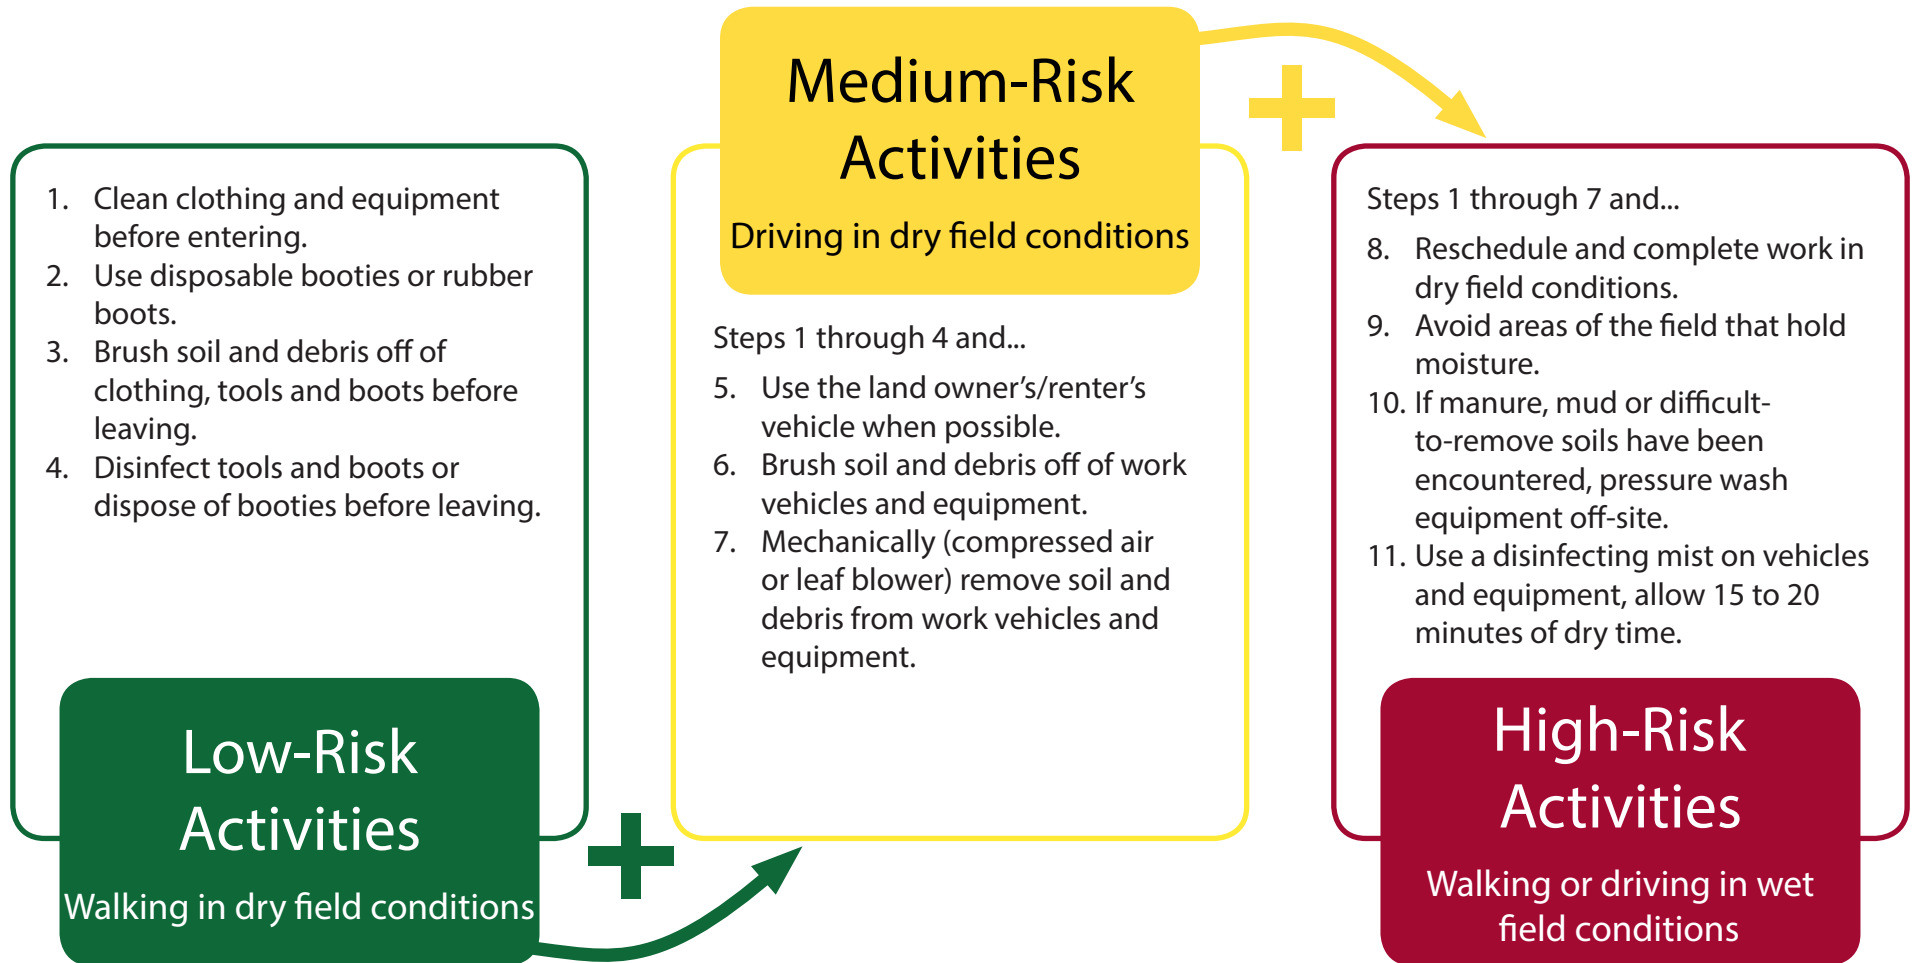 1. Clean clothing and equipment
before entering.
2. Use disposable booties or rubber
boots.
3. Brush soil and debris off of
clothing, tools and boots before
leaving.
4. Disinfect tools and boots or
dispose of booties before leaving.
Low-Risk
Activities
Walking in dry field conditions
Medium-Risk
Activities
Driving in dry field conditions
Steps 1 through 4 and...
5. Use the land owner’s/renter’s
vehicle when possible.
6. Brush soil and debris off of work
vehicles and equipment.
7. Mechanically (compressed air
or leaf blower) remove soil and
debris from work vehicles and
equipment.
Steps 1 through 7 and...
8. Reschedule and complete work in
dry field conditions.
9. Avoid areas of the field that hold
moisture.
10. If manure, mud or difficult-
to-remove soils have been
encountered, pressure wash
equipment off-site.
11. Use a disinfecting mist on vehicles
and equipment, allow 15 to 20
minutes of dry time.
High-Risk
Activities
Walking or driving in wet
field conditions